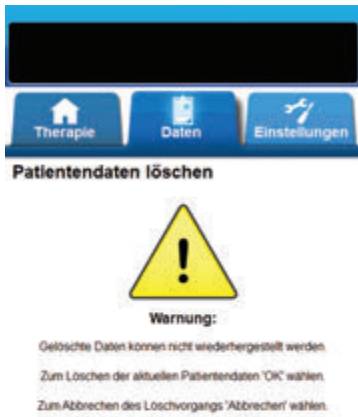 Therapie Daten Einstellungen
Patientendaten löschen
Warnung:
Gelöschte Daten können nicht wiederhergestellt werden.
Zum Löschen der aktuellen Patientendaten 'OK' wählen.
Zum Abbrechen des Löschvorgangs 'Abbrechen' wählen.